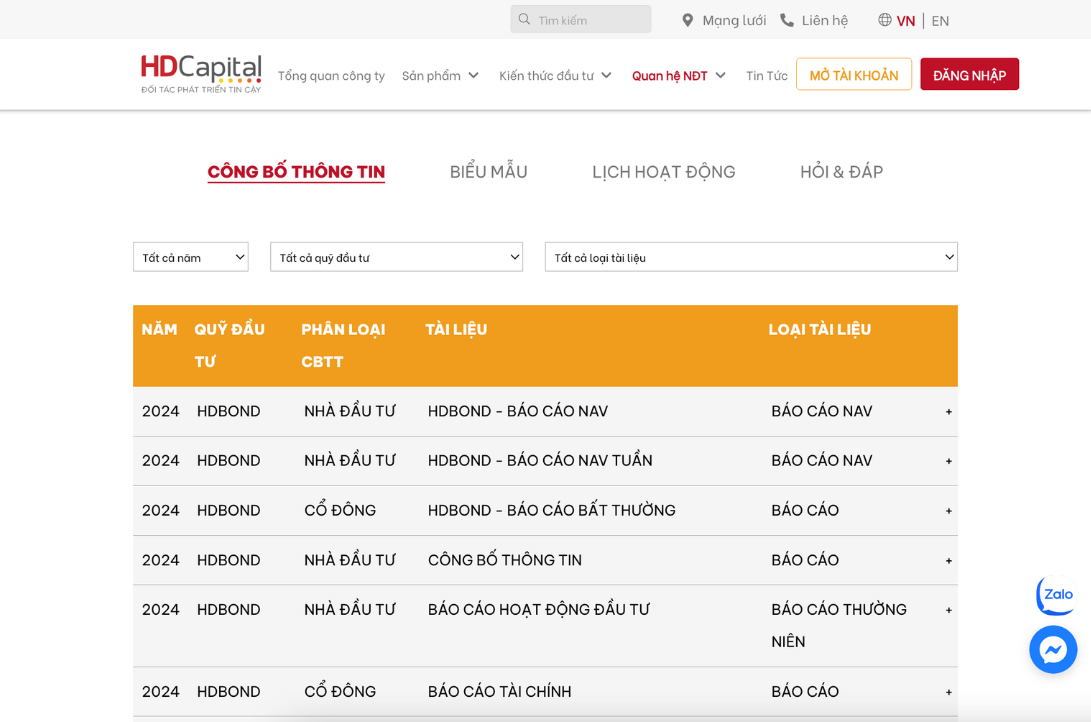 Tìm kiếm
Mạng lưới
Liên hệ
VN | EN
HDCapital
ĐỐI TÁC PHÁT TRIỂN TIN CẬY
Tổng quan công ty
Sản phẩm
Kiến thức đầu tư
Quan hệ NĐT
Tin Tức
MỞ TÀI KHOẢN
ĐĂNG NHẬP
CÔNG BỐ THÔNG TIN
BIỂU MẪU
LỊCH HOẠT ĐỘNG
HỎI & ĐÁP
Tất cả năm
Tất cả quỹ đầu tư
Tất cả loại tài liệu
NĂM QUỸ ĐẦU PHÂN LOẠI TÀI LIỆU LOẠI TÀI LIỆU
TƯ CBTT
2024 HDBOND NHÀ ĐẦU TƯ HDBOND - BÁO CÁO NAV BÁO CÁO NAV +
2024 HDBOND NHÀ ĐẦU TƯ HDBOND - BÁO CÁO NAV TUẦN BÁO CÁO NAV +
2024 HDBOND CỔ ĐÔNG HDBOND - BÁO CÁO BẤT THƯỜNG BÁO CÁO +
2024 HDBOND NHÀ ĐẦU TƯ CÔNG BỐ THÔNG TIN BÁO CÁO +
2024 HDBOND NHÀ ĐẦU TƯ BÁO CÁO HOẠT ĐỘNG ĐẦU TƯ BÁO CÁO THƯỜNG +
NIÊN
2024 HDBOND CỔ ĐÔNG BÁO CÁO TÀI CHÍNH BÁO CÁO +
Zalo